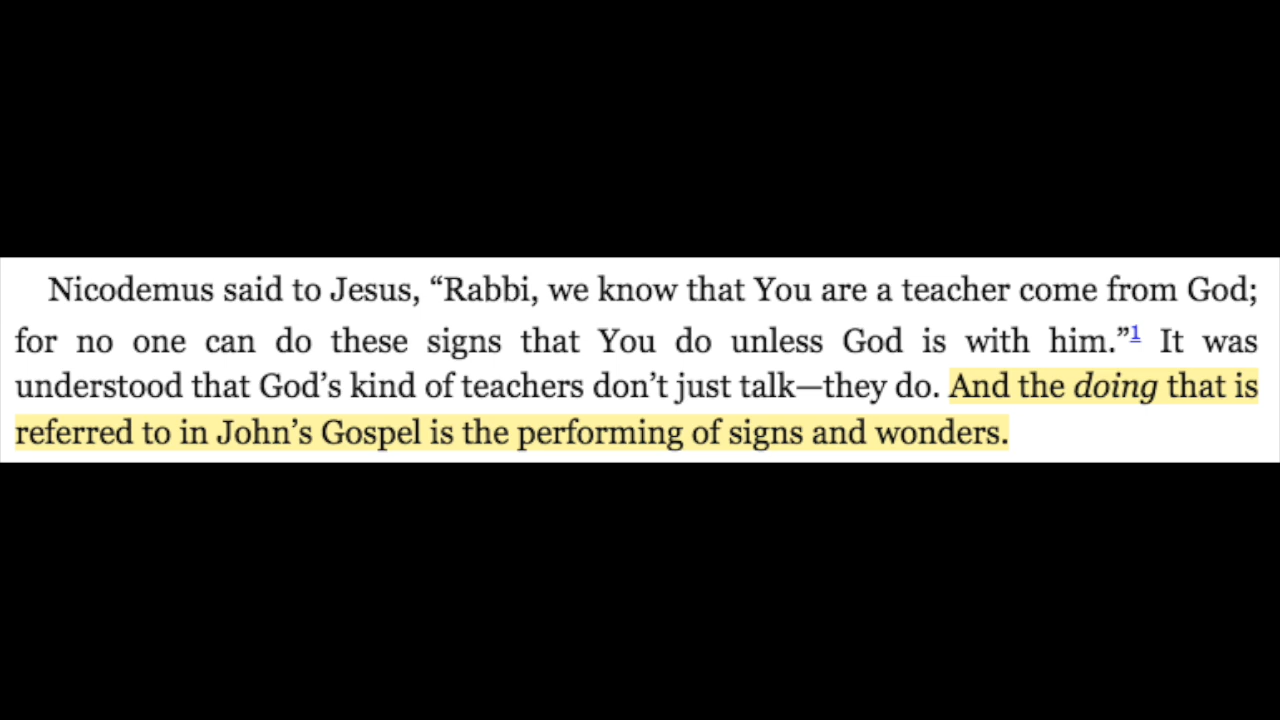 Nicodemus said to Jesus, “Rabbi, we know that You are a teacher come from God;
for no one can do these signs that You do unless God is with him.”1 It was
understood that God’s kind of teachers don’t just talk—they do. And the doing that is
referred to in John’s Gospel is the performing of signs and wonders.